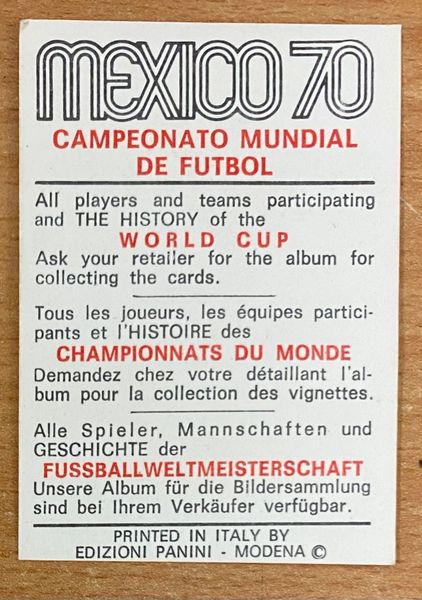 MEXICO 70
CAMPEONATO MUNDIAL
DE FUTBOL
All players and teams participating
and THE HISTORY of the
WORLD CUP
Ask your retailer for the album for
collecting the cards.
Tous les joueurs, les équipes partici-
pants et l'HISTOIRE des
CHAMPIONNATS DU MONDE
Demandez chez votre détaillant l'al-
bum pour la collection des vignettes.
Alle Spieler, Mannschaften und
GESCHICHTE der
FUSSBALLWELTMEISTERSCHAFT
Unsere Album für die Bildersammlung
sind bei Ihrem Verkäufer verfügbar.
PRINTED IN ITALY BY
EDIZIONI PANINI - MODENA ©